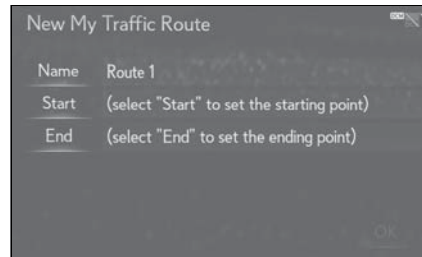 New My Traffic Route
DCM
Name Route 1
Start (select "Start" to set the starting point)
End (select "End" to set the ending point)
OK